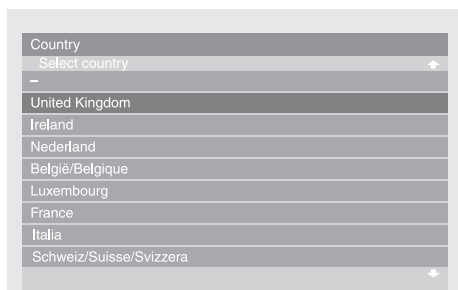 Country
Select country
–
United Kingdom
Ireland
Nederland
België/Belgique
Luxembourg
France
Italia
Schweiz/Suisse/Svizzera